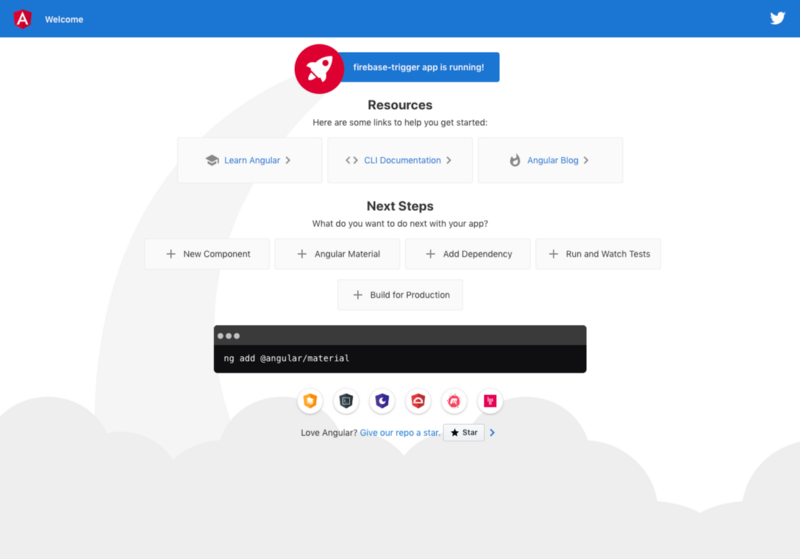 Welcome
firebase-trigger app is running!
Resources
Here are some links to help you get started:
Learn Angular
CLI Documentation
Angular Blog
Next Steps
What do you want to do next with your app?
New Component
Angular Material
Add Dependency
Run and Watch Tests
Build for Production
ng add @angular/material
Love Angular? Give our repo a star. Star